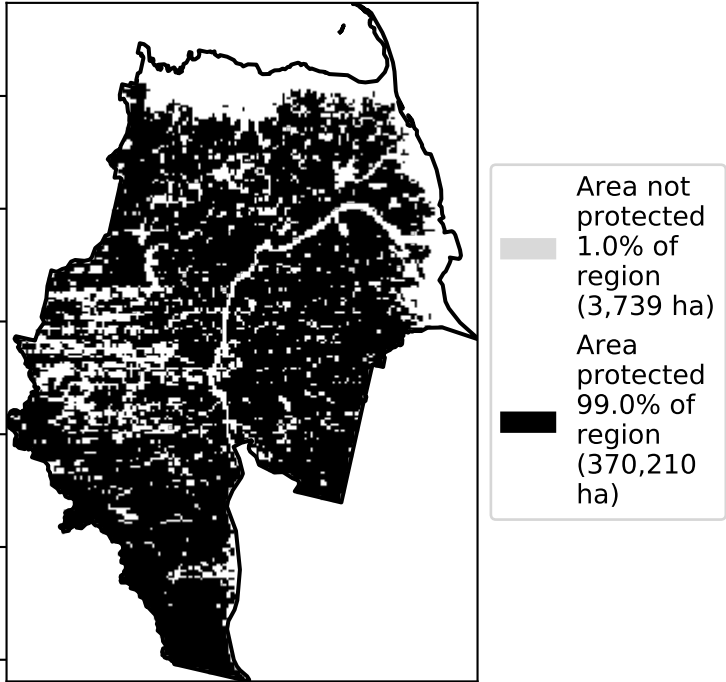 Area not
protected
1.0% of
region
(3,739 ha)
Area
protected
99.0% of
region
(370,210
ha)